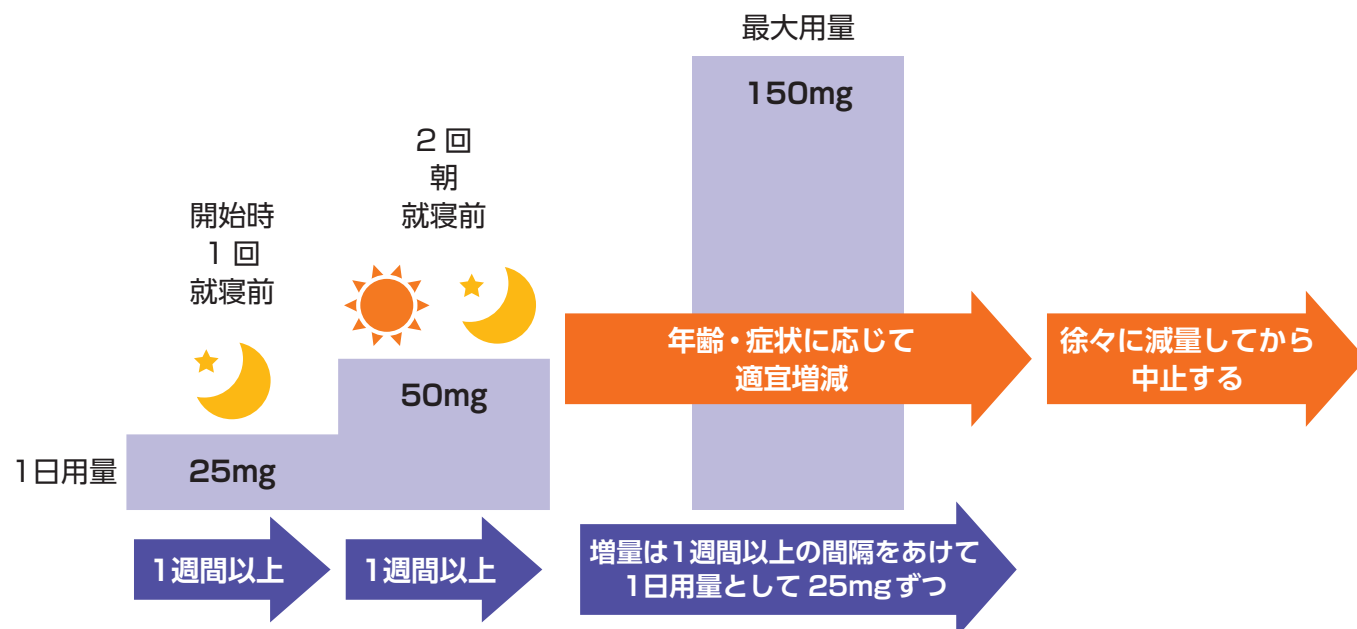 最大用量
150mg
2 回
朝
就寝前
開始時
1 回
就寝前
50mg
1日用量
25mg
年齢・症状に応じて
適宜増減
徐々に減量してから
中止する
1週間以上
1週間以上
増量は1週間以上の間隔をあけて
1日用量として 25mg ずつ